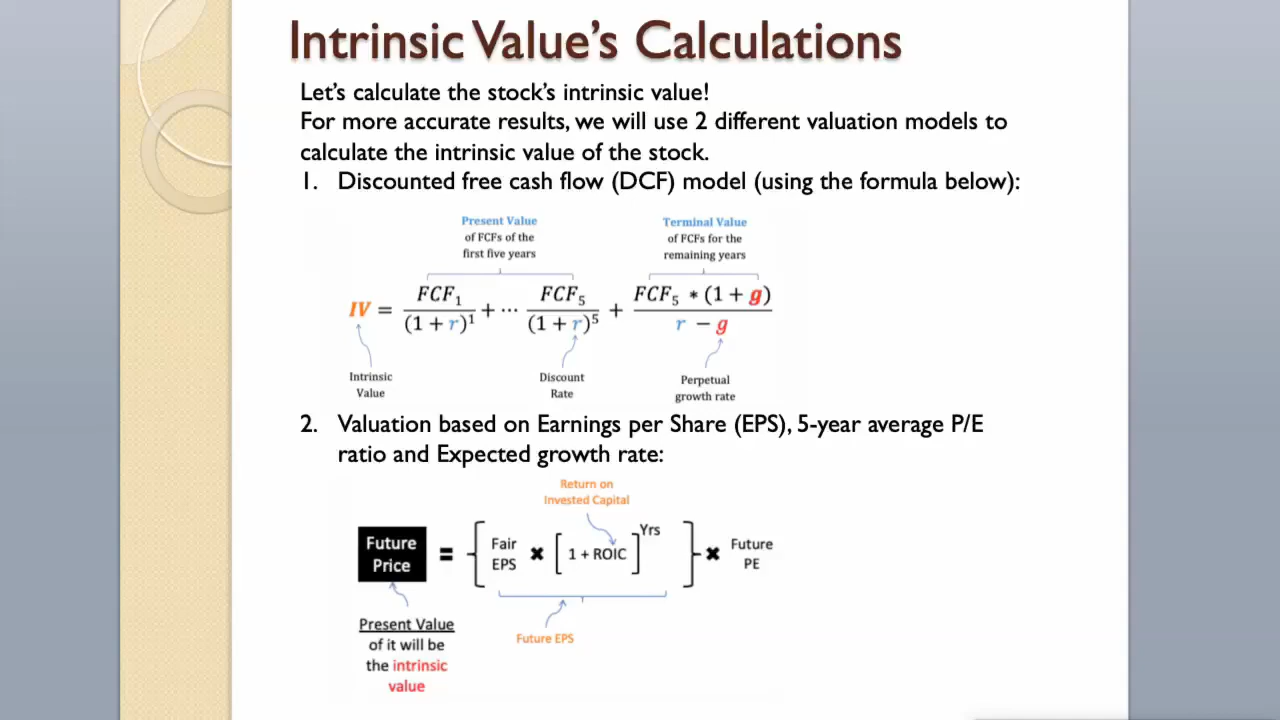 Intrinsic Value's Calculations
Let's calculate the stock's intrinsic value!
For more accurate results, we will use 2 different valuation models to
calculate the intrinsic value of the stock.
1. Discounted free cash flow (DCF) model (using the formula below):
Present Value
of FCFs of the
first five years
Terminal Value
of FCFs for the
remaining years
IV = FCF₁ / (1 + r)¹ + ⋯ FCF₅ / (1 + r)⁵ + FCF₅ * (1 + g) / r − g
Intrinsic
Value
Discount
Rate
Perpetual
growth rate
2. Valuation based on Earnings per Share (EPS), 5-year average P/E
ratio and Expected growth rate:
Return on
Invested Capital
Future
Price
=
{ Fair
EPS
×
[ 1 + ROIC ]
Yrs
}
×
Future
PE
Future EPS
Present Value
of it will be
the intrinsic
value